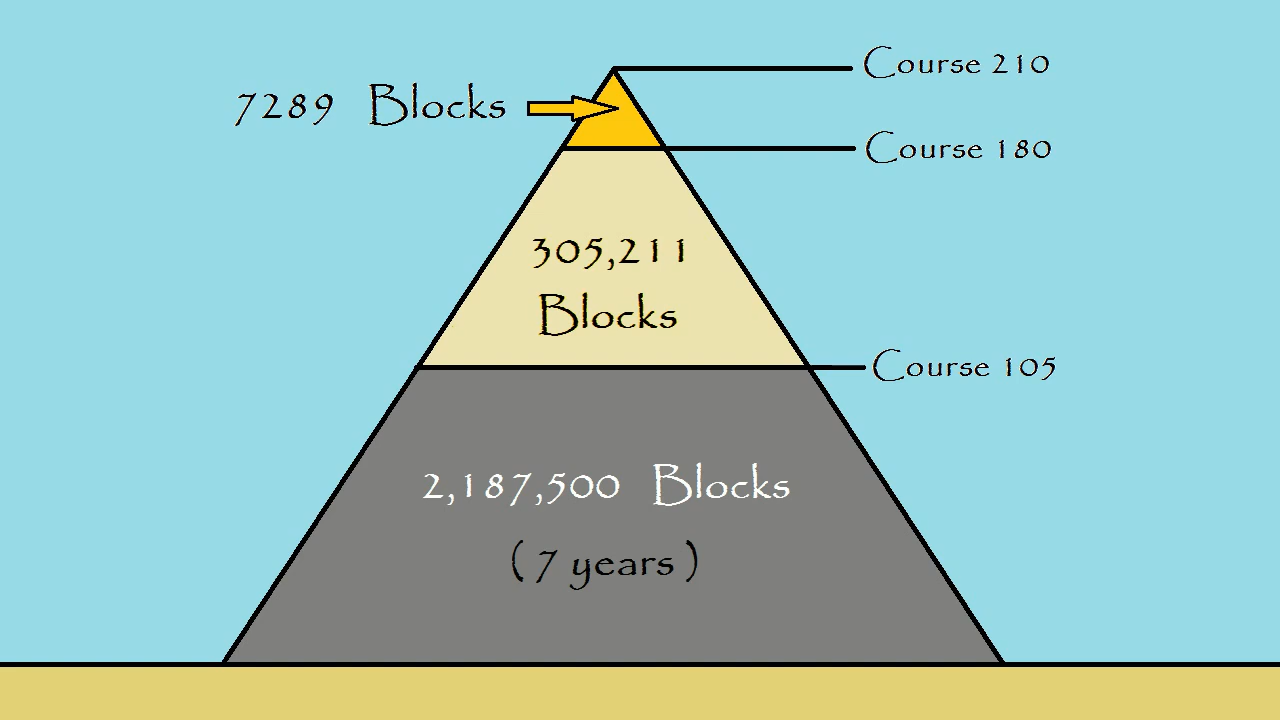 Course 210
7289 Blocks
Course 180
305,211
Blocks
Course 105
2,187,500 Blocks
( 7 years )